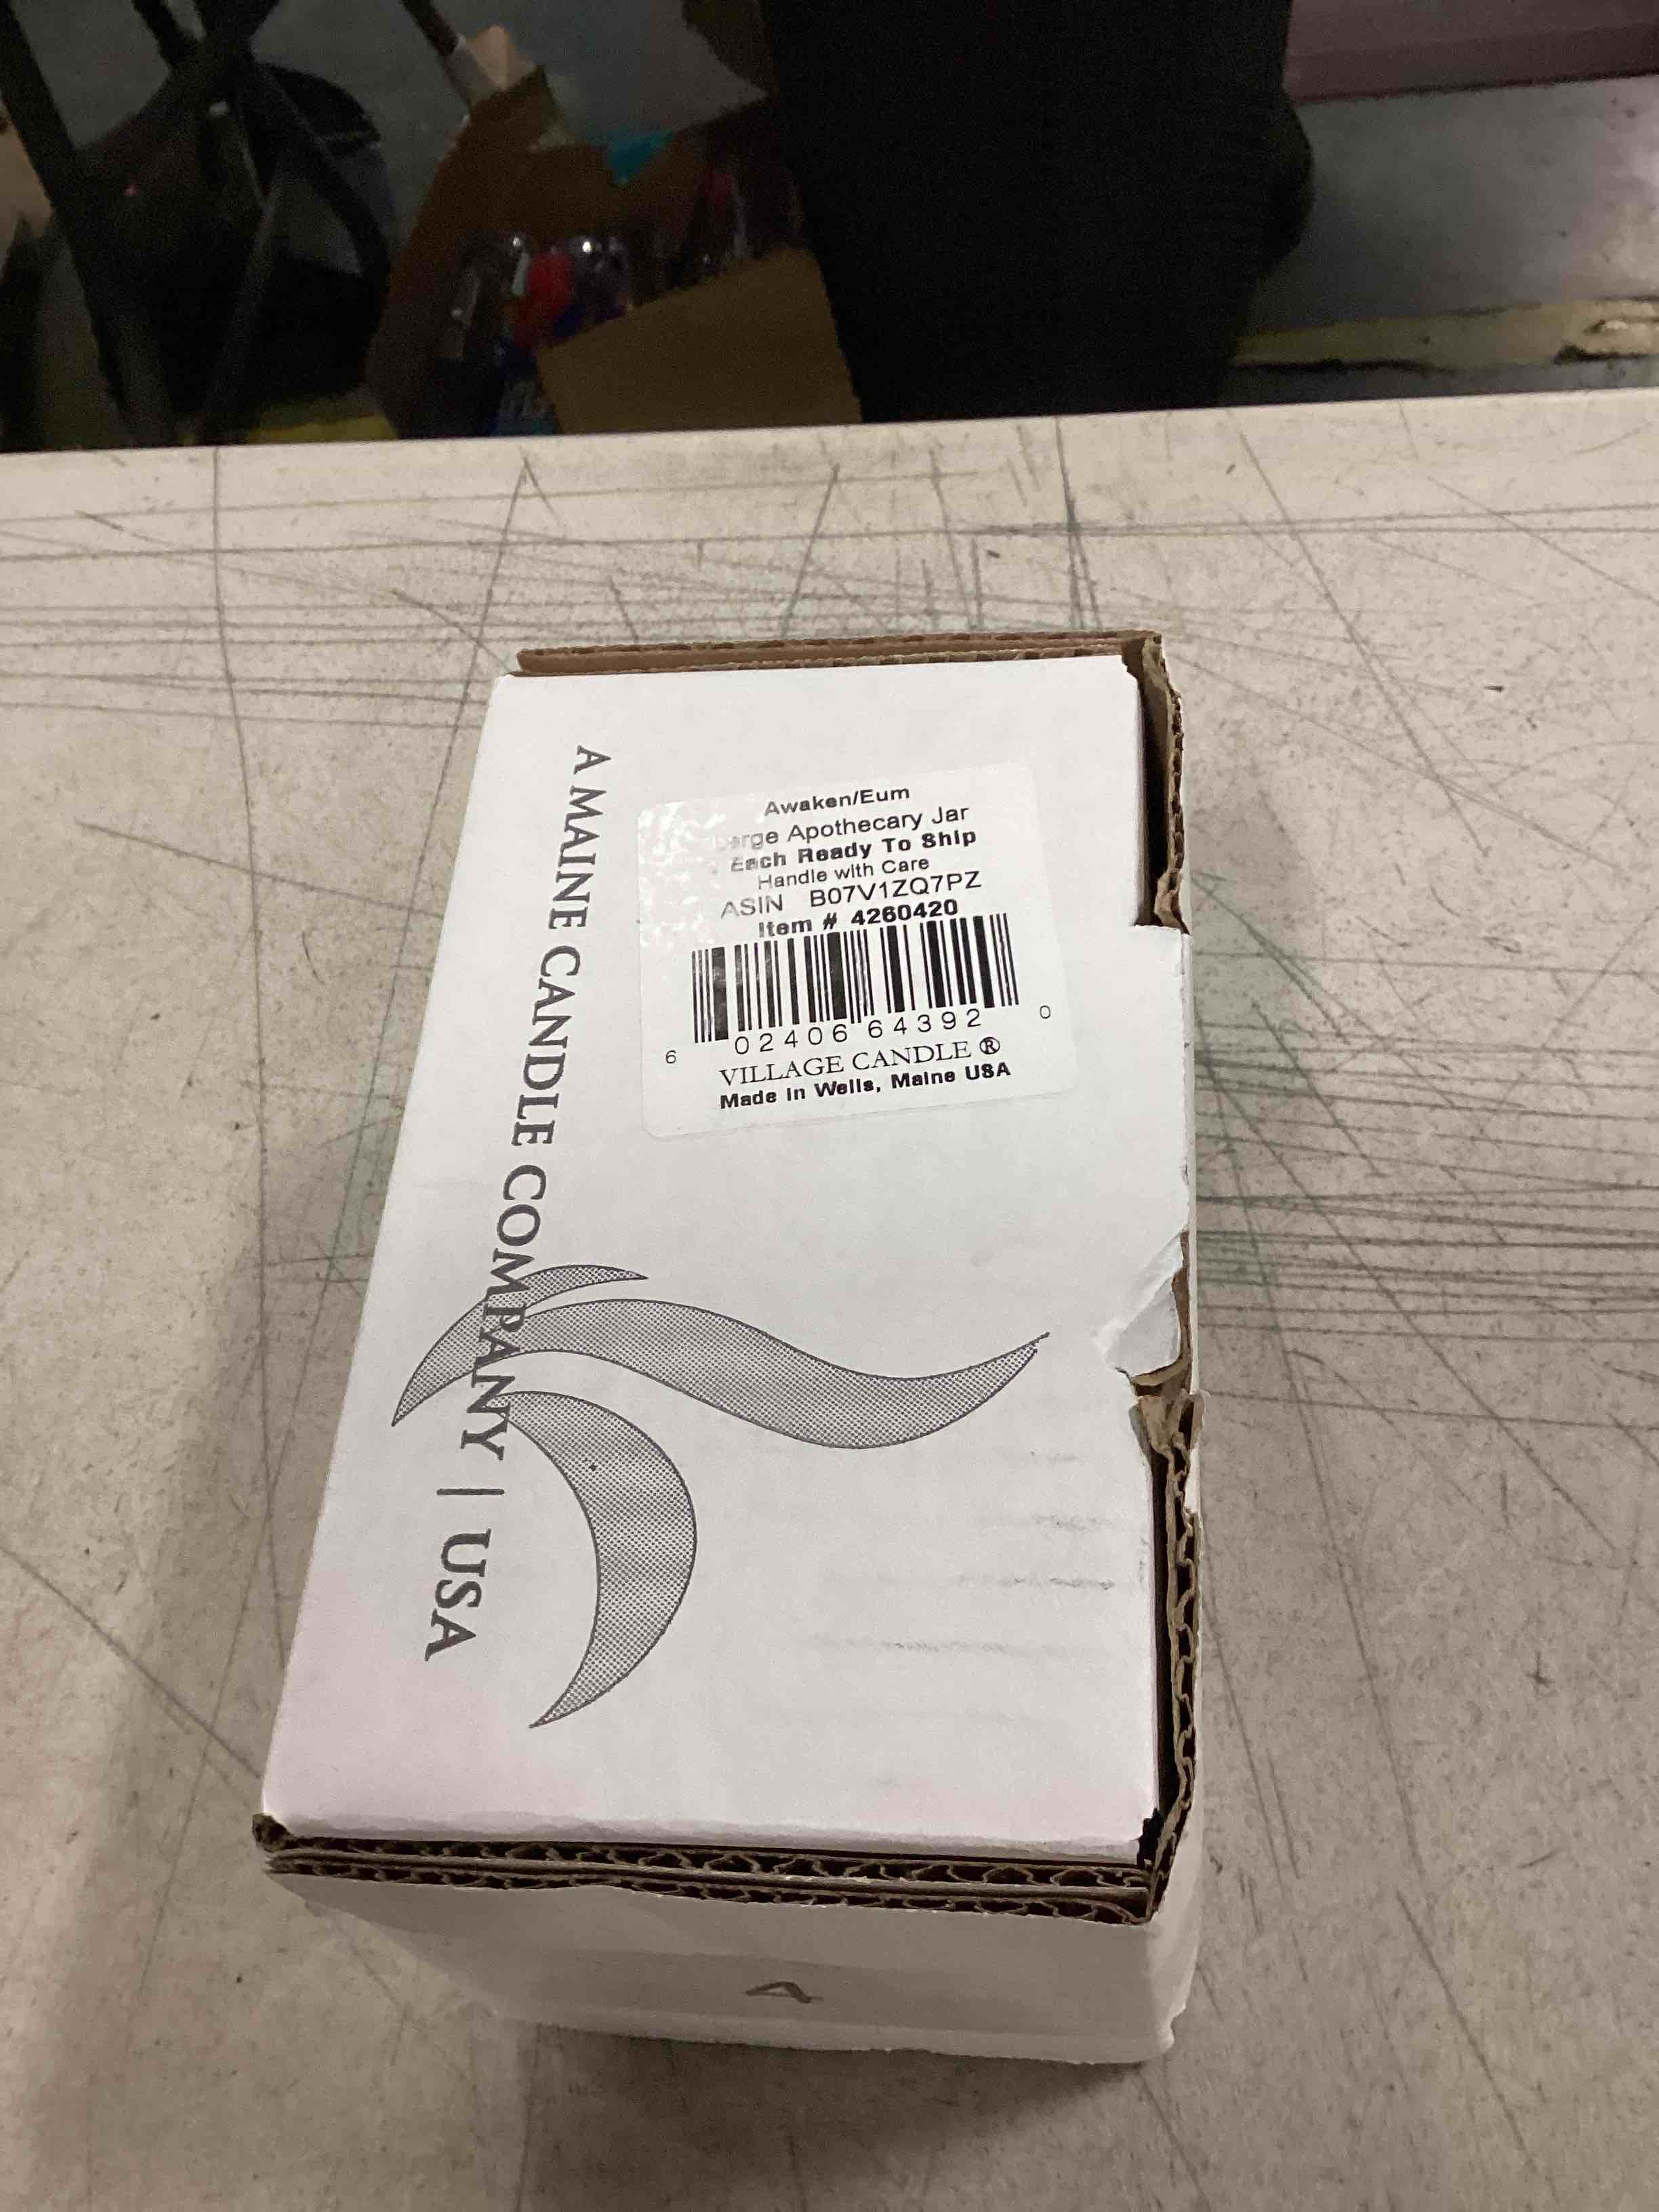 Awaken/Eum
Large Apothecary Jar
Each Ready To Ship
Handle with Care
ASIN B07V1ZQ7PZ
Item # 4260420
6 02406 64392 0
VILLAGE CANDLE ®
Made in Wells, Maine USA
A MAINE CANDLE COMPANY | USA